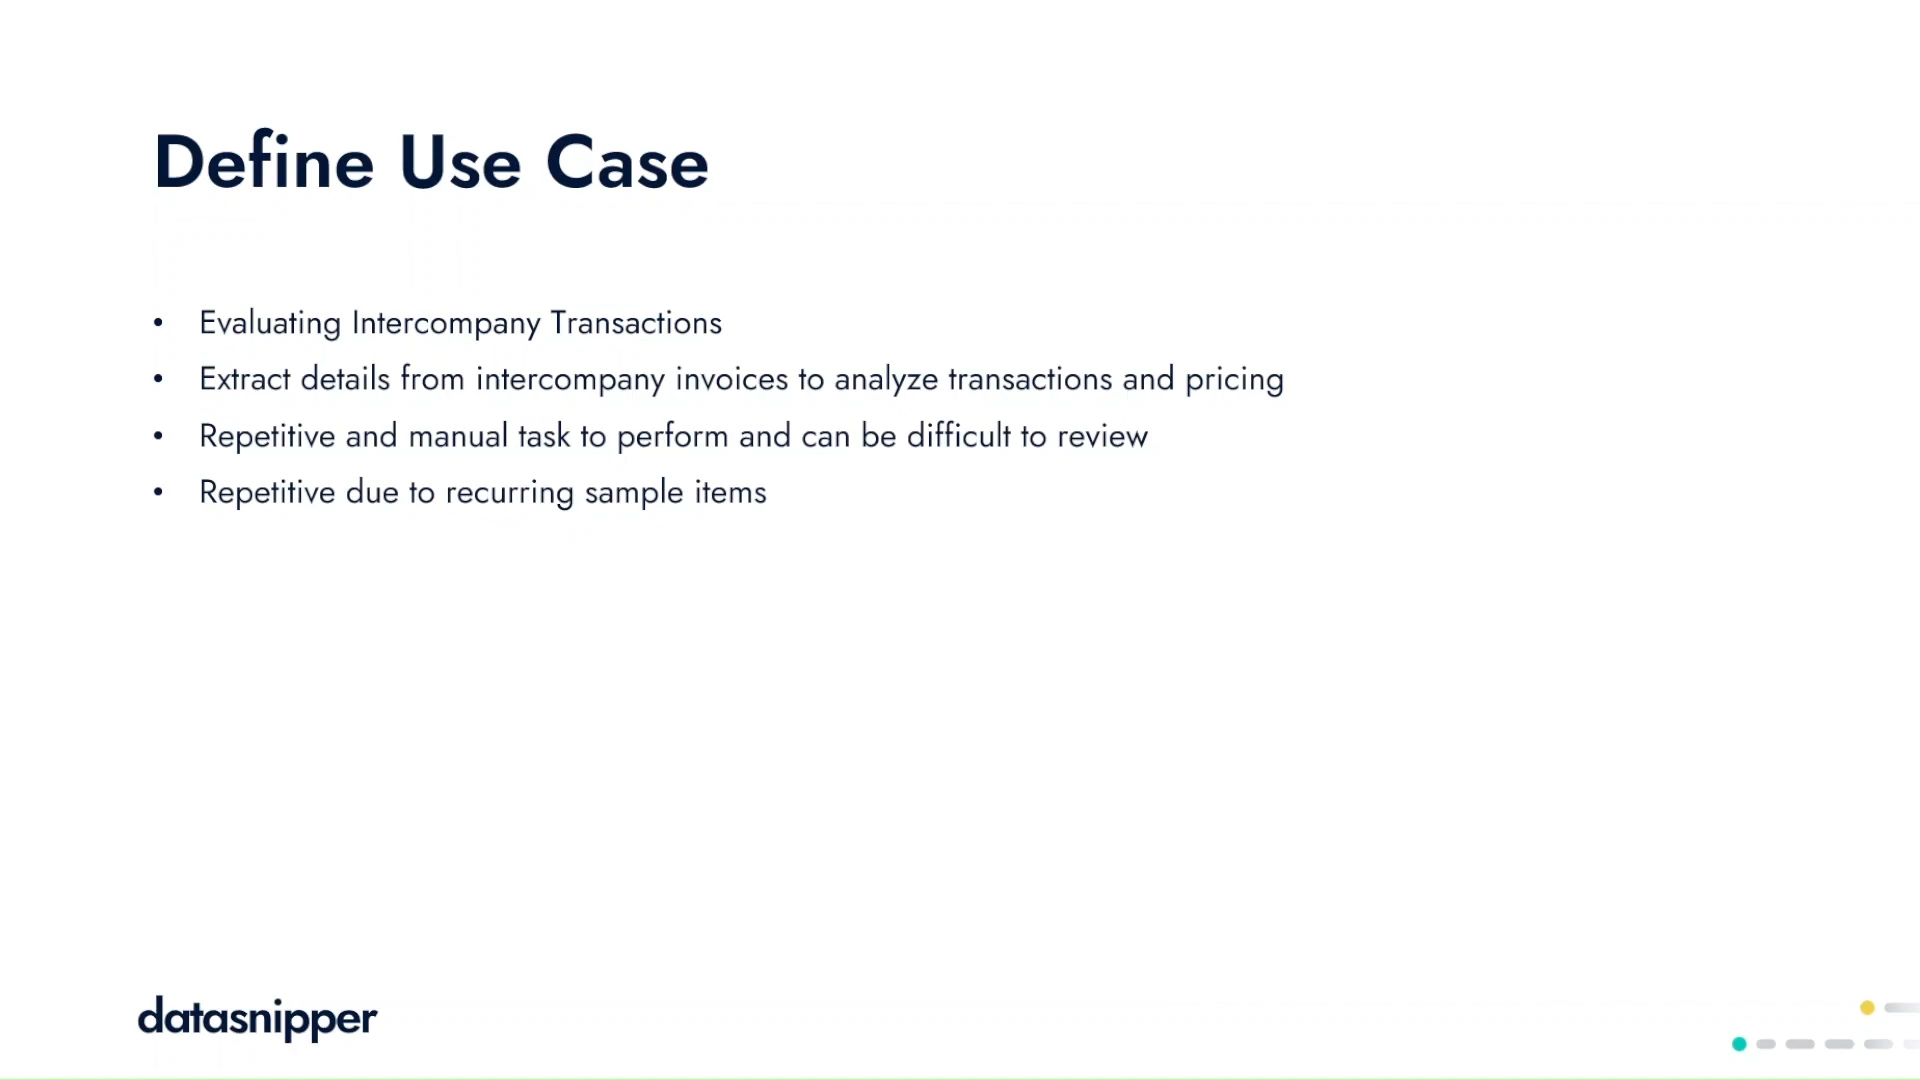 Define Use Case
• Evaluating Intercompany Transactions
• Extract details from intercompany invoices to analyze transactions and pricing
• Repetitive and manual task to perform and can be difficult to review
• Repetitive due to recurring sample items
datasnipper